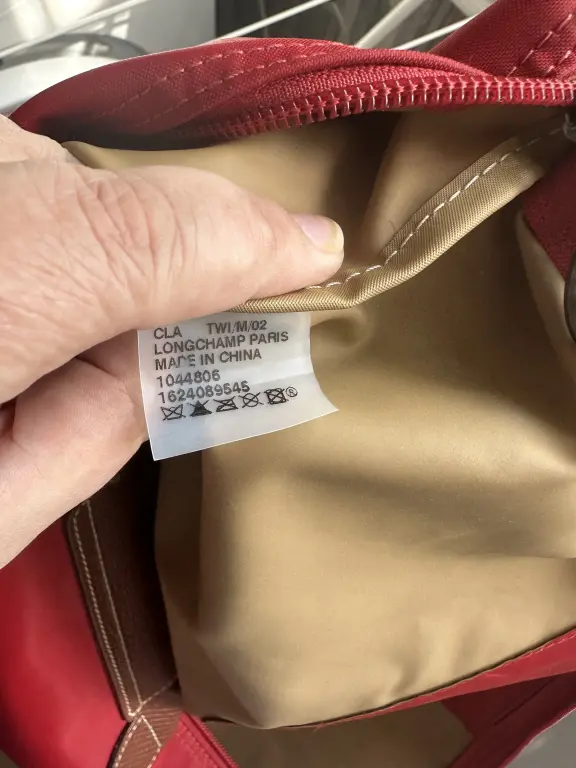 CLA TWI/M/02
LONGCHAMP PARIS
MADE IN CHINA
1044806
1624089545
®